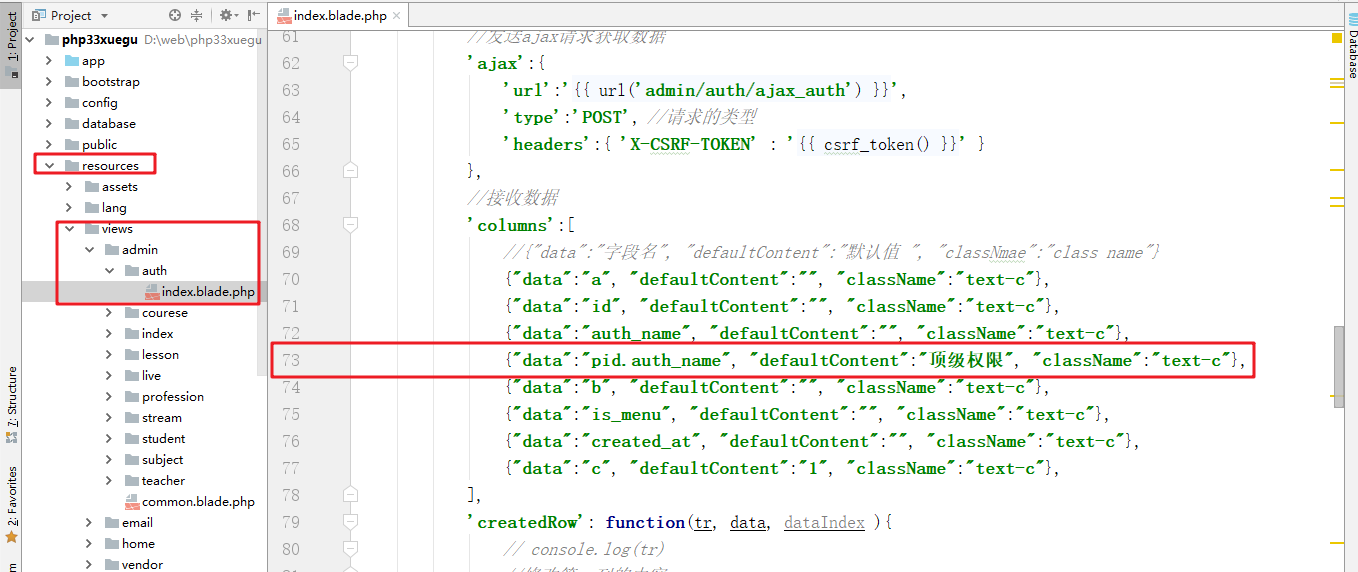 Project
index.blade.php
1: Project
php33xuegu D:\web\php33xuegu
app
bootstrap
config
database
public
resources
assets
lang
views
admin
auth
index.blade.php
courese
index
lesson
live
profession
stream
student
subject
teacher
common.blade.php
email
home
vendor
7: Structure
2: Favorites
61 //发送ajax请求获取数据
62 'ajax':{
63 'url':'{{ url('admin/auth/ajax_auth') }}',
64 'type':'POST', //请求的类型
65 'headers':{ 'X-CSRF-TOKEN' : '{{ csrf_token() }}' }
66 },
67 //接收数据
68 'columns':[
69 //{"data":"字段名", "defaultContent":"默认值 ", "classNmae":"class name"}
70 {"data":"a", "defaultContent":"", "className":"text-c"},
71 {"data":"id", "defaultContent":"", "className":"text-c"},
72 {"data":"auth_name", "defaultContent":"", "className":"text-c"},
73 {"data":"pid.auth_name", "defaultContent":"顶级权限", "className":"text-c"},
74 {"data":"b", "defaultContent":"", "className":"text-c"},
75 {"data":"is_menu", "defaultContent":"", "className":"text-c"},
76 {"data":"created_at", "defaultContent":"", "className":"text-c"},
77 {"data":"c", "defaultContent":"1", "className":"text-c"},
78 ],
79 'createdRow': function(tr, data, dataIndex ){
80 // console.log(tr)
Database